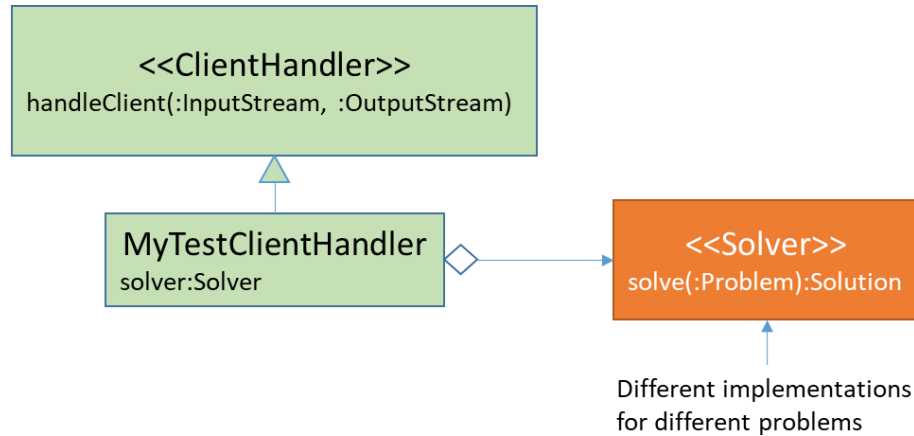 <<ClientHandler>>
handleClient(:InputStream, :OutputStream)
MyTestClientHandler
solver:Solver
<<Solver>>
solve(:Problem):Solution
Different implementations
for different problems